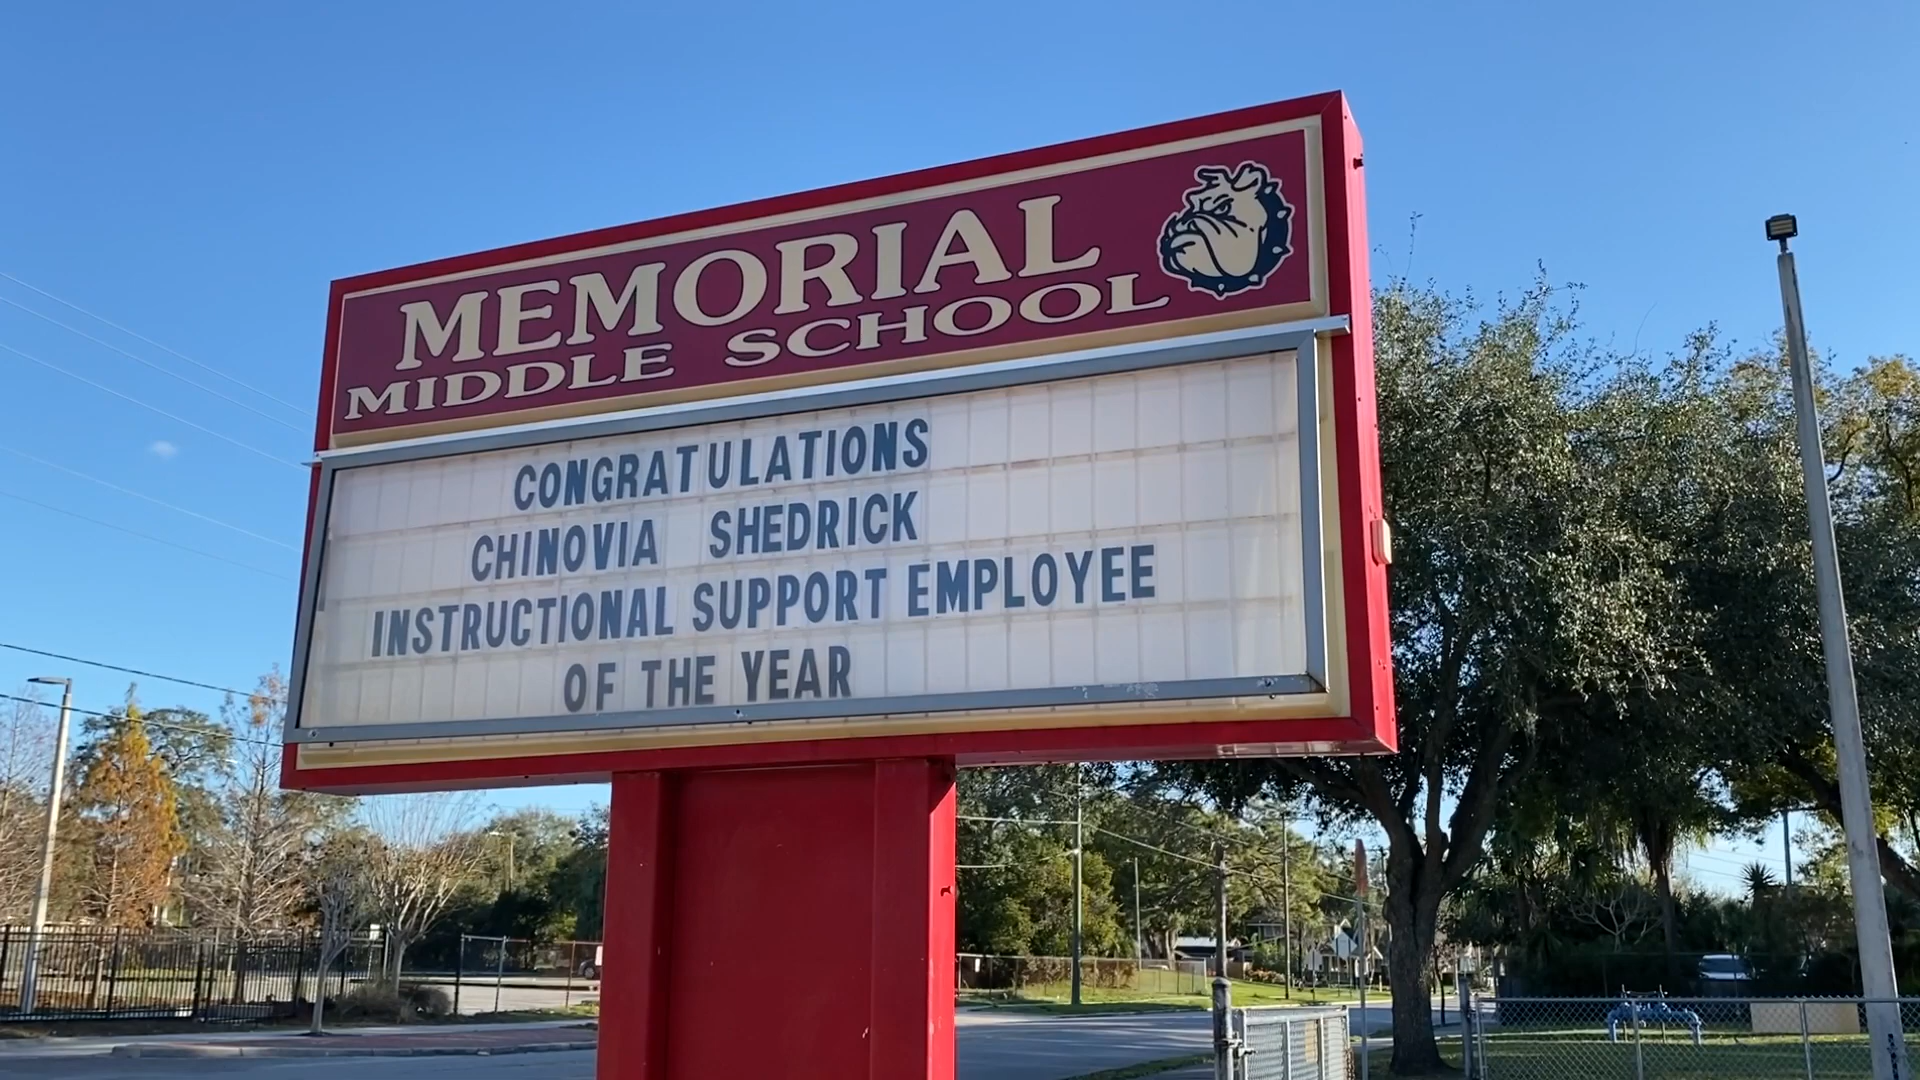 MEMORIAL
MIDDLE SCHOOL
CONGRATULATIONS
CHINOVIA SHEDRICK
INSTRUCTIONAL SUPPORT EMPLOYEE
OF THE YEAR